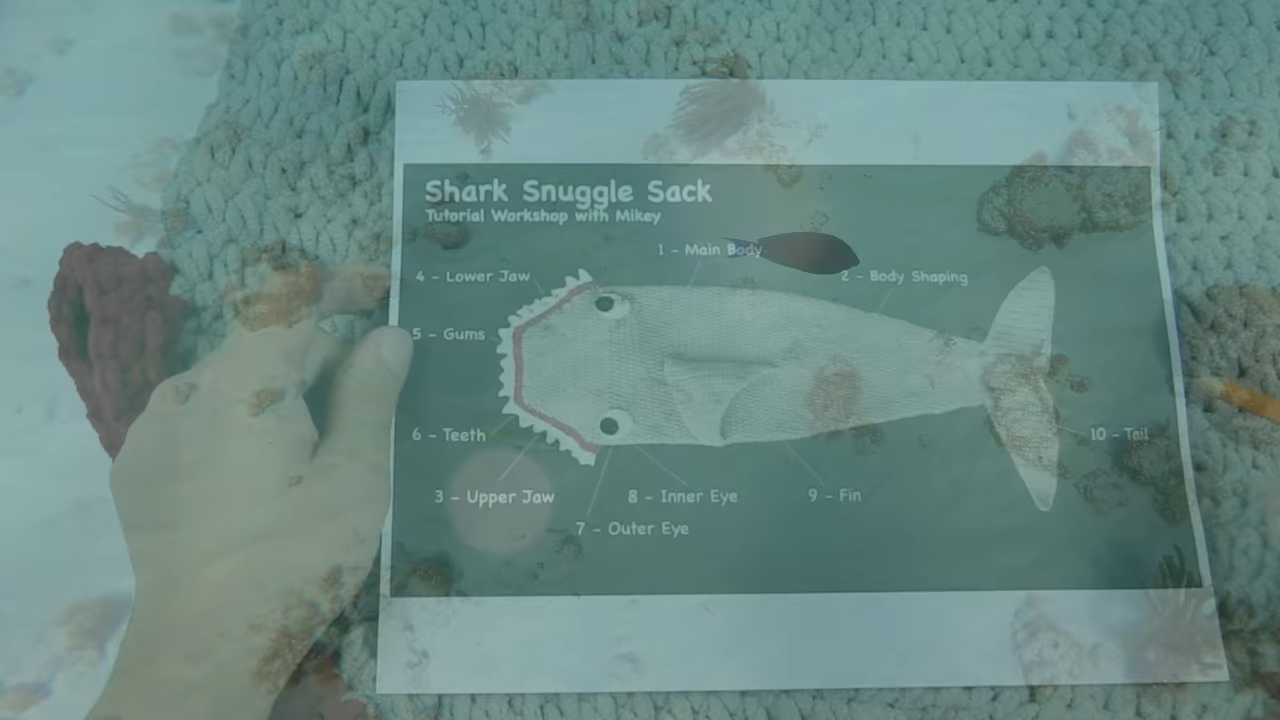 Shark Snuggle Sack
Tutorial Workshop with Mikey
1 - Main Body
2 - Body Shaping
4 - Lower Jaw
5 - Gums
6 - Teeth
10 - Tail
3 - Upper Jaw
8 - Inner Eye
9 - Fin
7 - Outer Eye